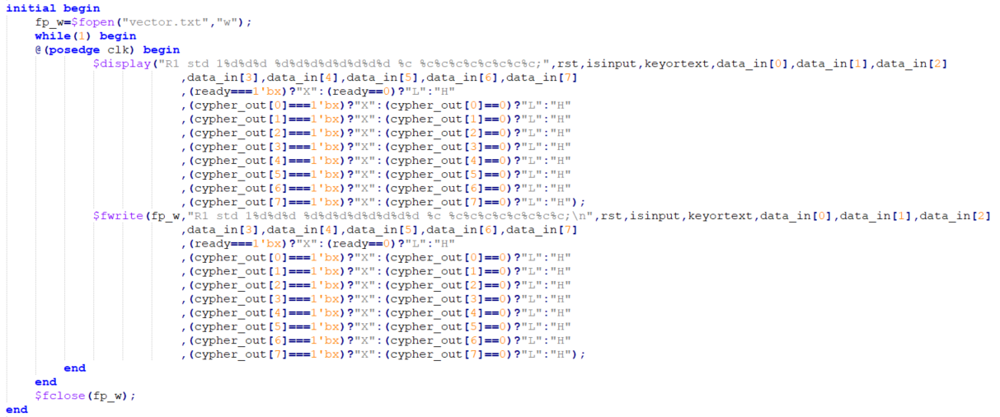 initial begin
    fp_w=$fopen("vector.txt","w");
    while(1) begin
    @(posedge clk) begin
            $display("R1 std 1%d%d%d %d%d%d%d%d%d%d%d %c %c%c%c%c%c%c%c%c;",rst,isinput,keyortext,data_in[0],data_in[1],data_in[2]
                        ,data_in[3],data_in[4],data_in[5],data_in[6],data_in[7]
                        ,(ready===1'bx)?"X":(ready==0)?"L":"H"
                        ,(cypher_out[0]===1'bx)?"X":(cypher_out[0]==0)?"L":"H"
                        ,(cypher_out[1]===1'bx)?"X":(cypher_out[1]==0)?"L":"H"
                        ,(cypher_out[2]===1'bx)?"X":(cypher_out[2]==0)?"L":"H"
                        ,(cypher_out[3]===1'bx)?"X":(cypher_out[3]==0)?"L":"H"
                        ,(cypher_out[4]===1'bx)?"X":(cypher_out[4]==0)?"L":"H"
                        ,(cypher_out[5]===1'bx)?"X":(cypher_out[5]==0)?"L":"H"
                        ,(cypher_out[6]===1'bx)?"X":(cypher_out[6]==0)?"L":"H"
                        ,(cypher_out[7]===1'bx)?"X":(cypher_out[7]==0)?"L":"H");
            $fwrite(fp_w,"R1 std 1%d%d%d %d%d%d%d%d%d%d%d %c %c%c%c%c%c%c%c%c;\n",rst,isinput,keyortext,data_in[0],data_in[1],data_in[2]
                        ,data_in[3],data_in[4],data_in[5],data_in[6],data_in[7]
                        ,(ready===1'bx)?"X":(ready==0)?"L":"H"
                        ,(cypher_out[0]===1'bx)?"X":(cypher_out[0]==0)?"L":"H"
                        ,(cypher_out[1]===1'bx)?"X":(cypher_out[1]==0)?"L":"H"
                        ,(cypher_out[2]===1'bx)?"X":(cypher_out[2]==0)?"L":"H"
                        ,(cypher_out[3]===1'bx)?"X":(cypher_out[3]==0)?"L":"H"
                        ,(cypher_out[4]===1'bx)?"X":(cypher_out[4]==0)?"L":"H"
                        ,(cypher_out[5]===1'bx)?"X":(cypher_out[5]==0)?"L":"H"
                        ,(cypher_out[6]===1'bx)?"X":(cypher_out[6]==0)?"L":"H"
                        ,(cypher_out[7]===1'bx)?"X":(cypher_out[7]==0)?"L":"H");
        end
    end
    $fclose(fp_w);
end